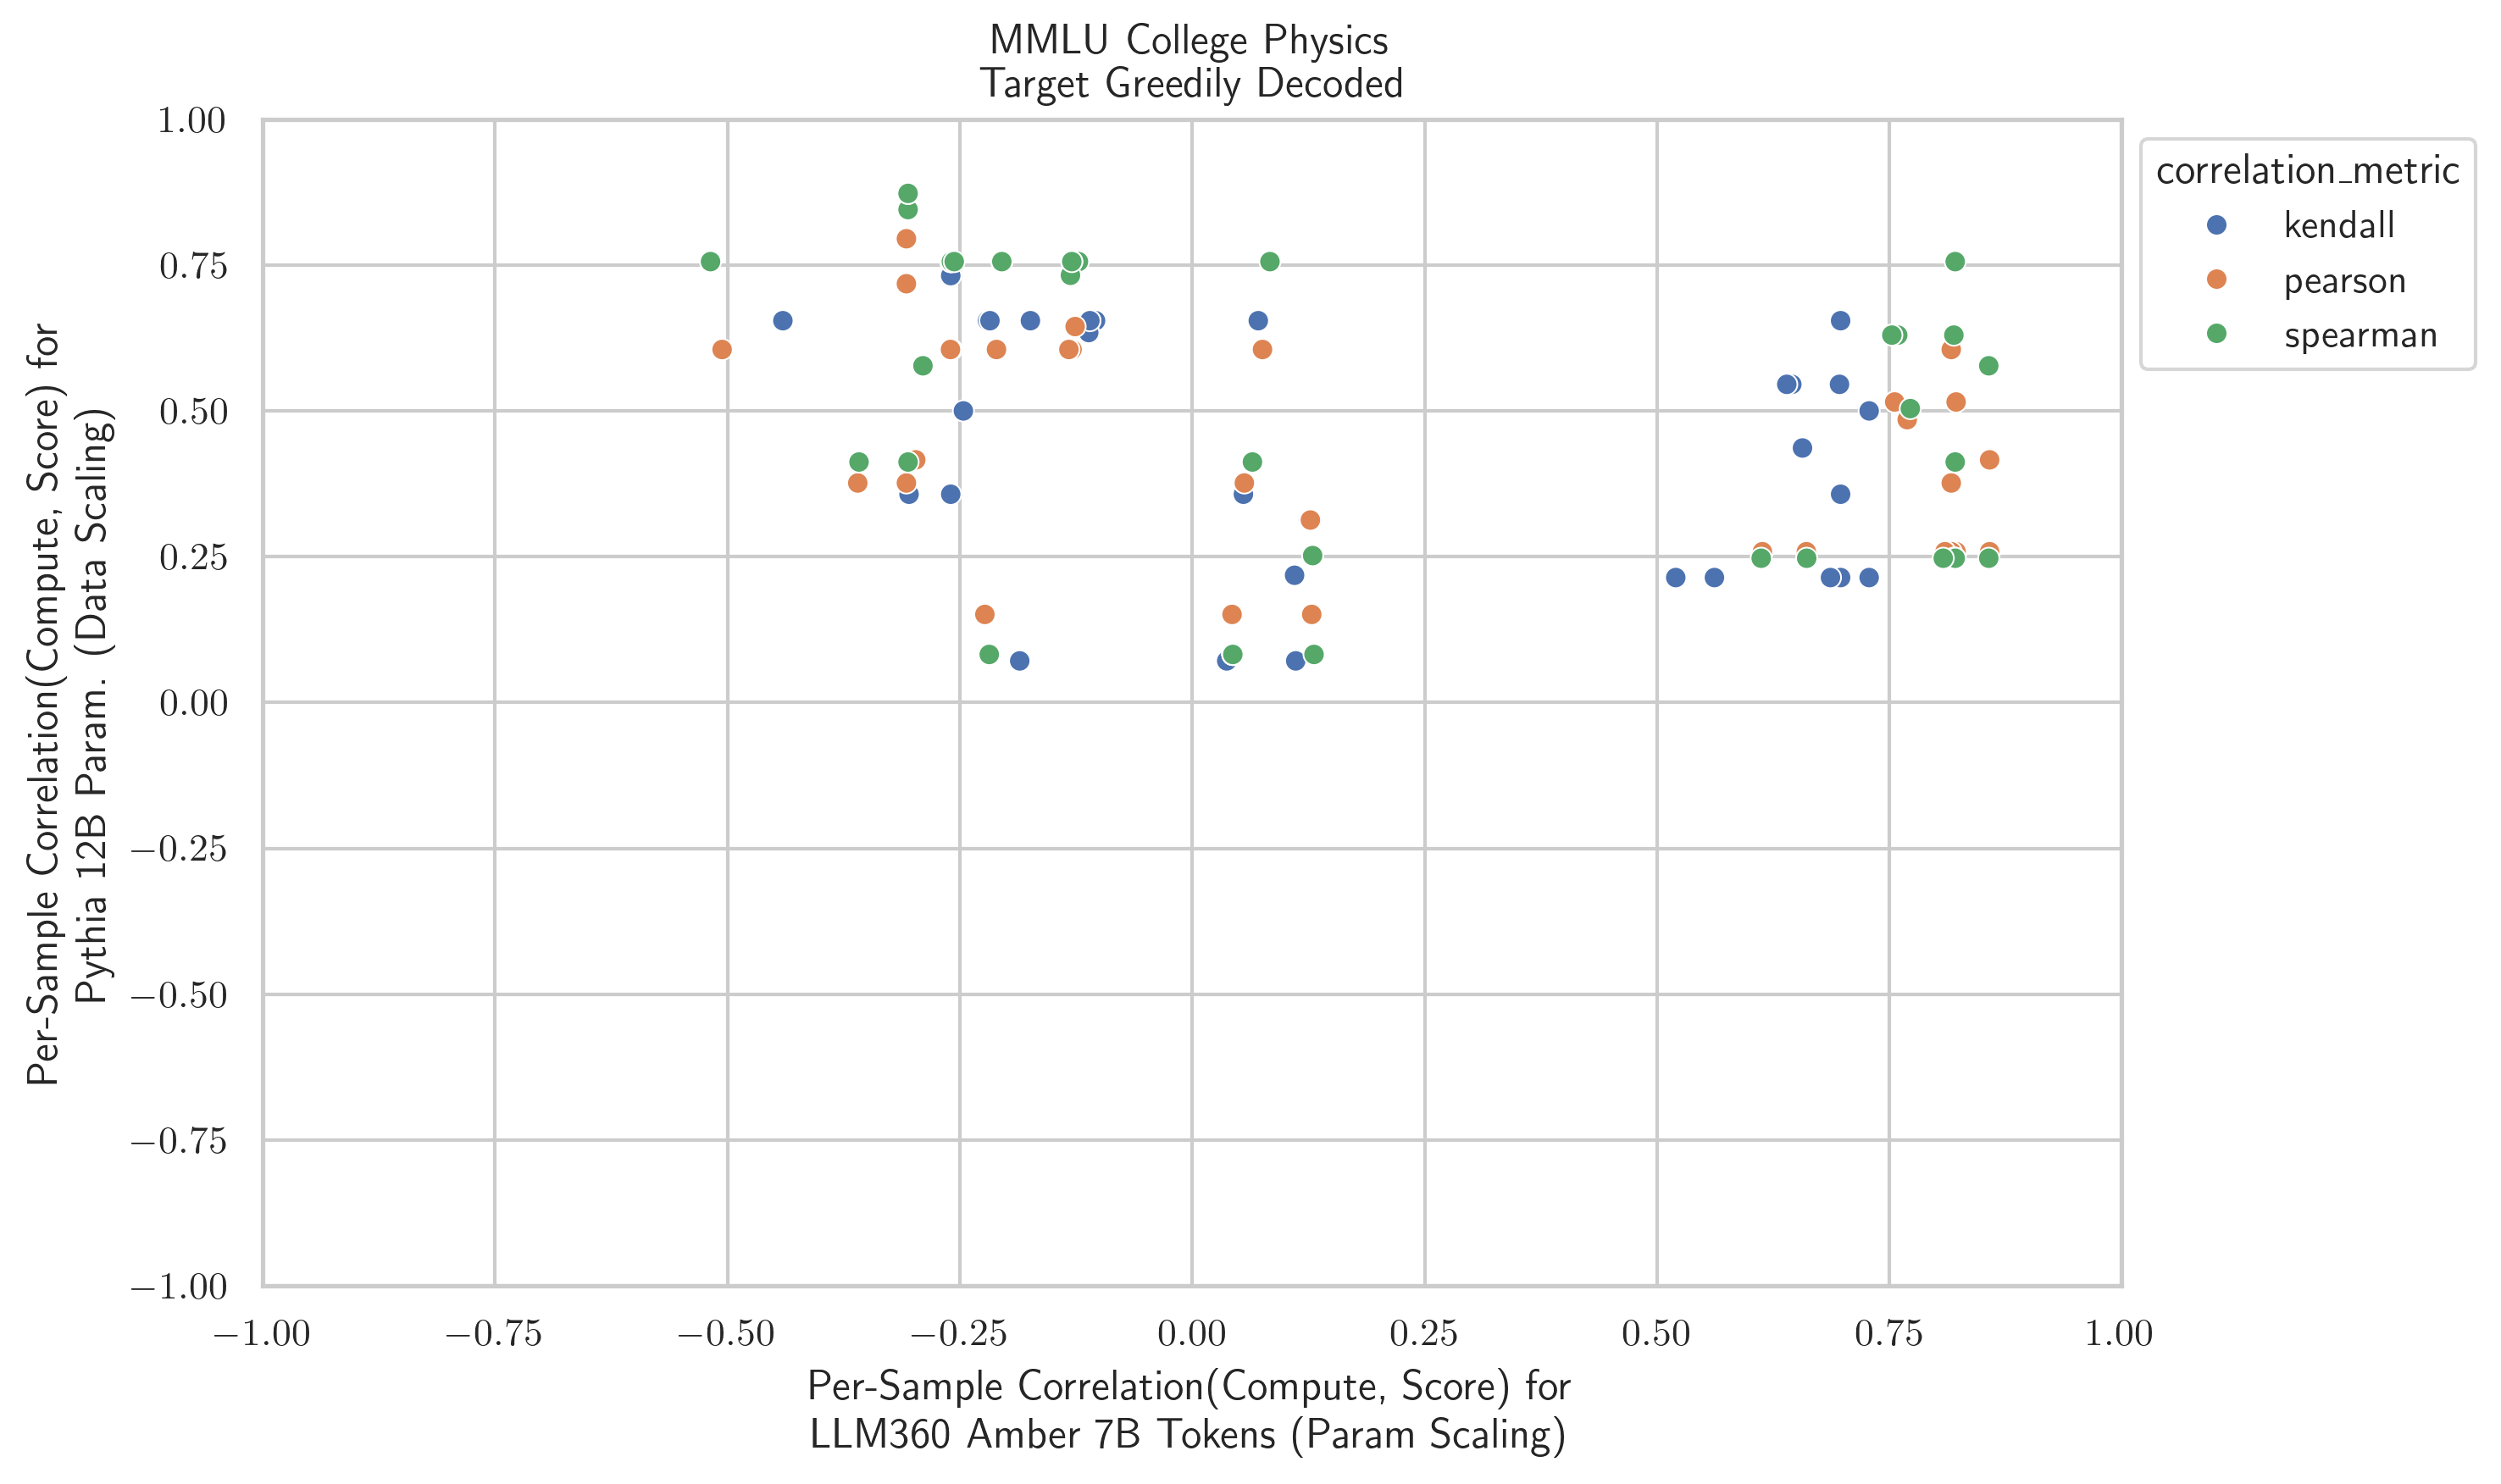 MMLU College Physics
Target Greedily Decoded
1.00
0.75
0.50
0.25
0.00
−0.25
−0.50
−0.75
−1.00
Per-Sample Correlation(Compute, Score) for
Pythia 12B Param. (Data Scaling)
−1.00
−0.75
−0.50
−0.25
0.00
0.25
0.50
0.75
1.00
Per-Sample Correlation(Compute, Score) for
LLM360 Amber 7B Tokens (Param Scaling)
correlation_metric
kendall
pearson
spearman